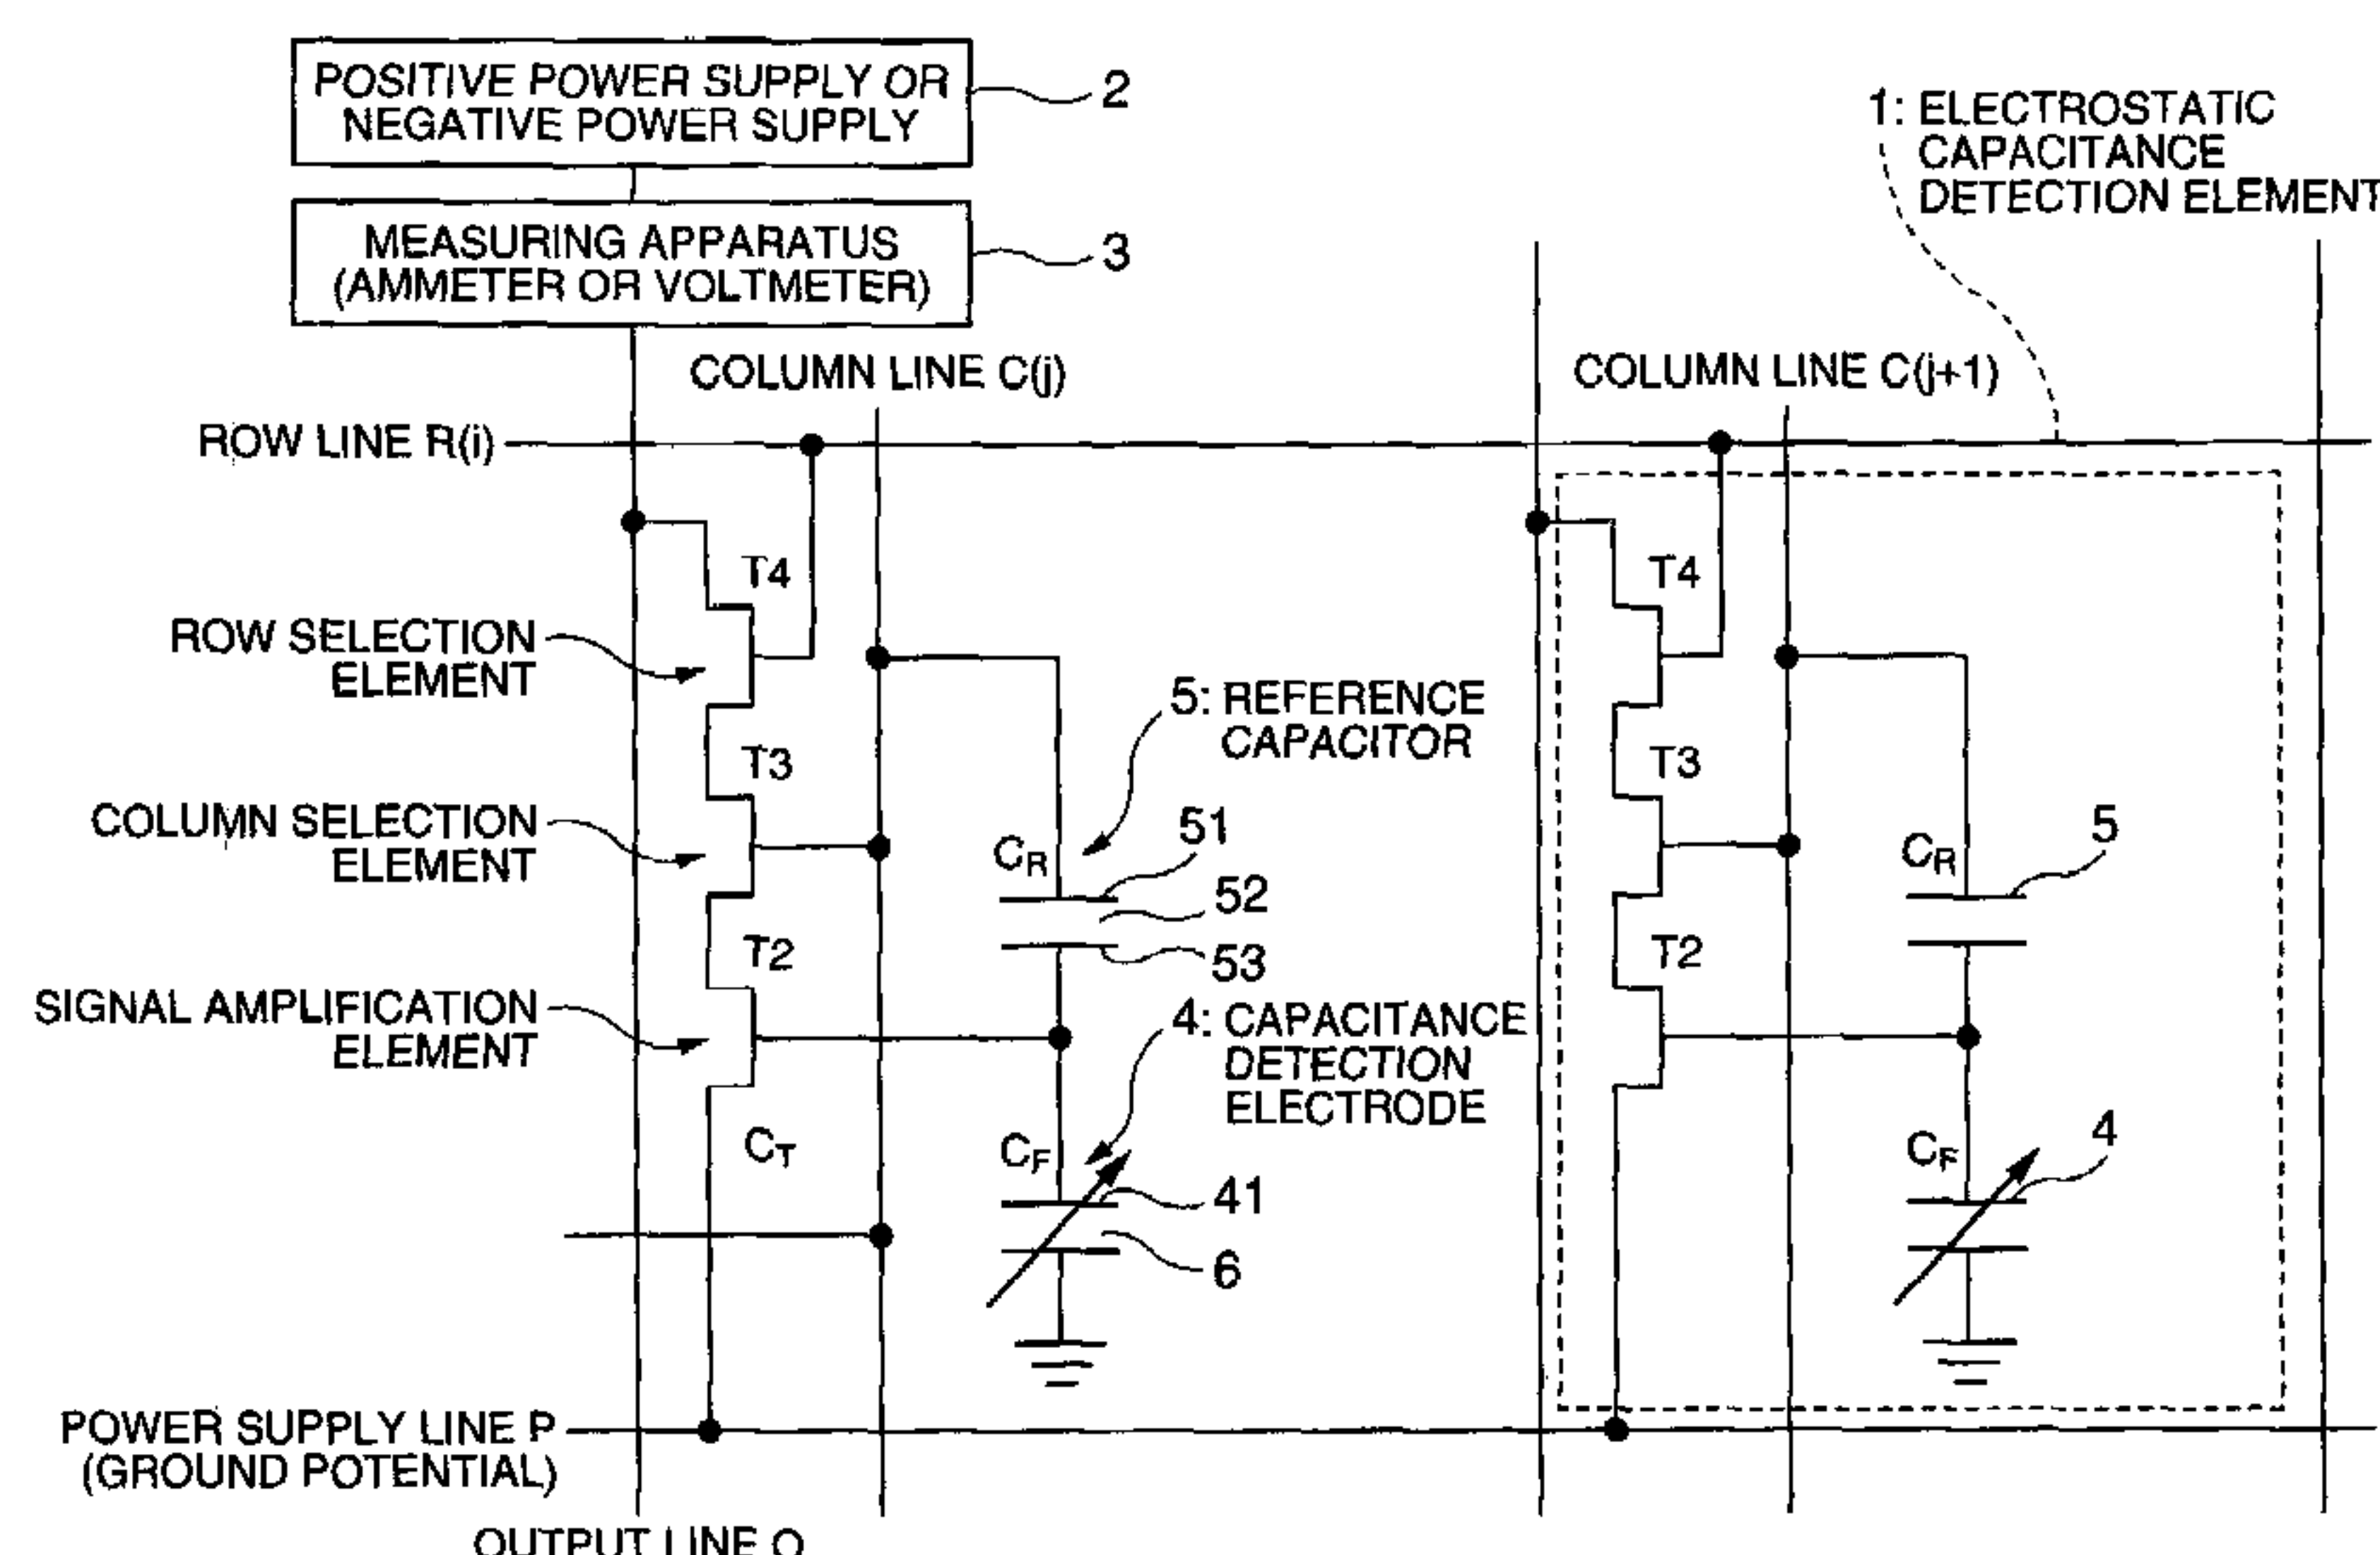 POSITIVE POWER SUPPLY OR
NEGATIVE POWER SUPPLY
2
MEASURING APPARATUS
(AMMETER OR VOLTMETER)
3
1: ELECTROSTATIC
CAPACITANCE
DETECTION ELEMENT
COLUMN LINE C(j)
COLUMN LINE C(j+1)
ROW LINE R(i)
T4
T4
ROW SELECTION
ELEMENT
5: REFERENCE
CAPACITOR
T3
T3
COLUMN SELECTION
ELEMENT
CR
51
52
53
CR
5
T2
T2
SIGNAL AMPLIFICATION
ELEMENT
4: CAPACITANCE
DETECTION
ELECTRODE
CT
CF
41
6
CF
4
POWER SUPPLY LINE P
(GROUND POTENTIAL)
OUTPUT LINE O